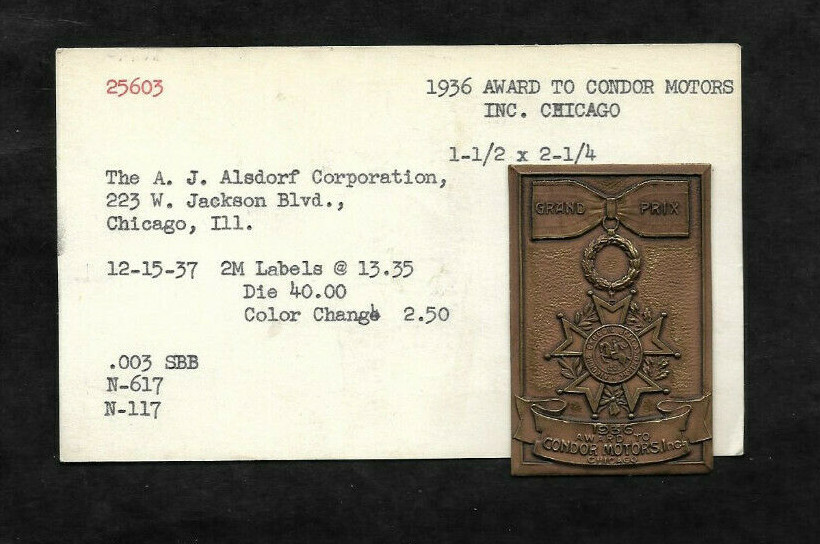 25603
1936 AWARD TO CONDOR MOTORS
INC. CHICAGO
1-1/2 x 2-1/4
The A. J. Alsdorf Corporation,
223 W. Jackson Blvd.,
Chicago, Ill.
12-15-37 2M Labels @ 13.35
Die 40.00
Color Change 2.50
.003 SBB
N-617
N-117
GRAND PRIX
1936
AWARD TO
CONDOR MOTORS, INC.
CHICAGO